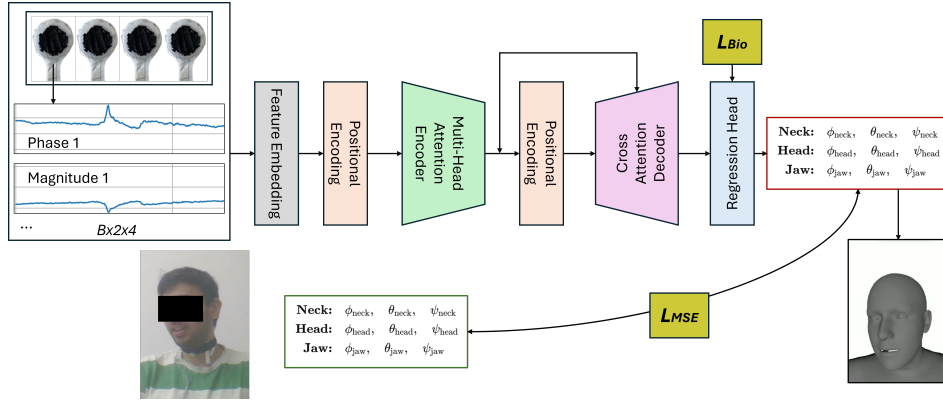 Phase 1
Magnitude 1
...
Bx2x4
Feature Embedding
Positional
Encoding
Multi-Head
Attention
Encoder
Positional
Encoding
Cross
Attention
Decoder
L_Bio
Regression Head
Neck: ϕ_neck, θ_neck, ψ_neck
Head: ϕ_head, θ_head, ψ_head
Jaw: ϕ_jaw, θ_jaw, ψ_jaw
Neck: ϕ_neck, θ_neck, ψ_neck
Head: ϕ_head, θ_head, ψ_head
Jaw: ϕ_jaw, θ_jaw, ψ_jaw
L_MSE